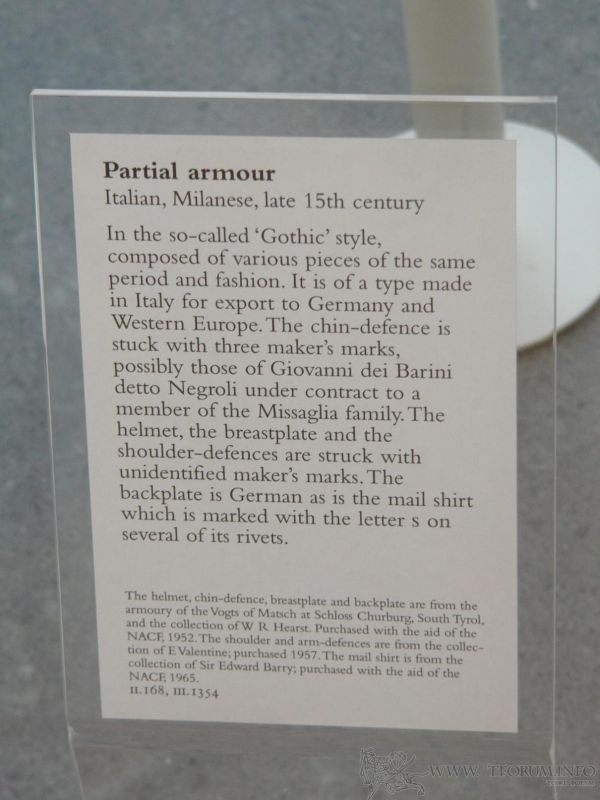 Partial armour
Italian, Milanese, late 15th century
In the so-called ‘Gothic’ style,
composed of various pieces of the same
period and fashion. It is of a type made
in Italy for export to Germany and
Western Europe. The chin-defence is
stuck with three maker’s marks,
possibly those of Giovanni dei Barini
detto Negroli under contract to a
member of the Missaglia family. The
helmet, the breastplate and the
shoulder-defences are struck with
unidentified maker’s marks. The
backplate is German as is the mail shirt
which is marked with the letter s on
several of its rivets.
The helmet, chin-defence, breastplate and backplate are from the
armoury of the Vogts of Matsch at Schloss Churburg, South Tyrol,
and the collection of W R Hearst. Purchased with the aid of the
NACF, 1952. The shoulder and arm-defences are from the collec-
tion of F. Valentine; purchased 1957. The mail shirt is from the
collection of Sir Edward Barry; purchased with the aid of the
NACF, 1965.
II.168, III.1354
WWW.TFORUM.INFO